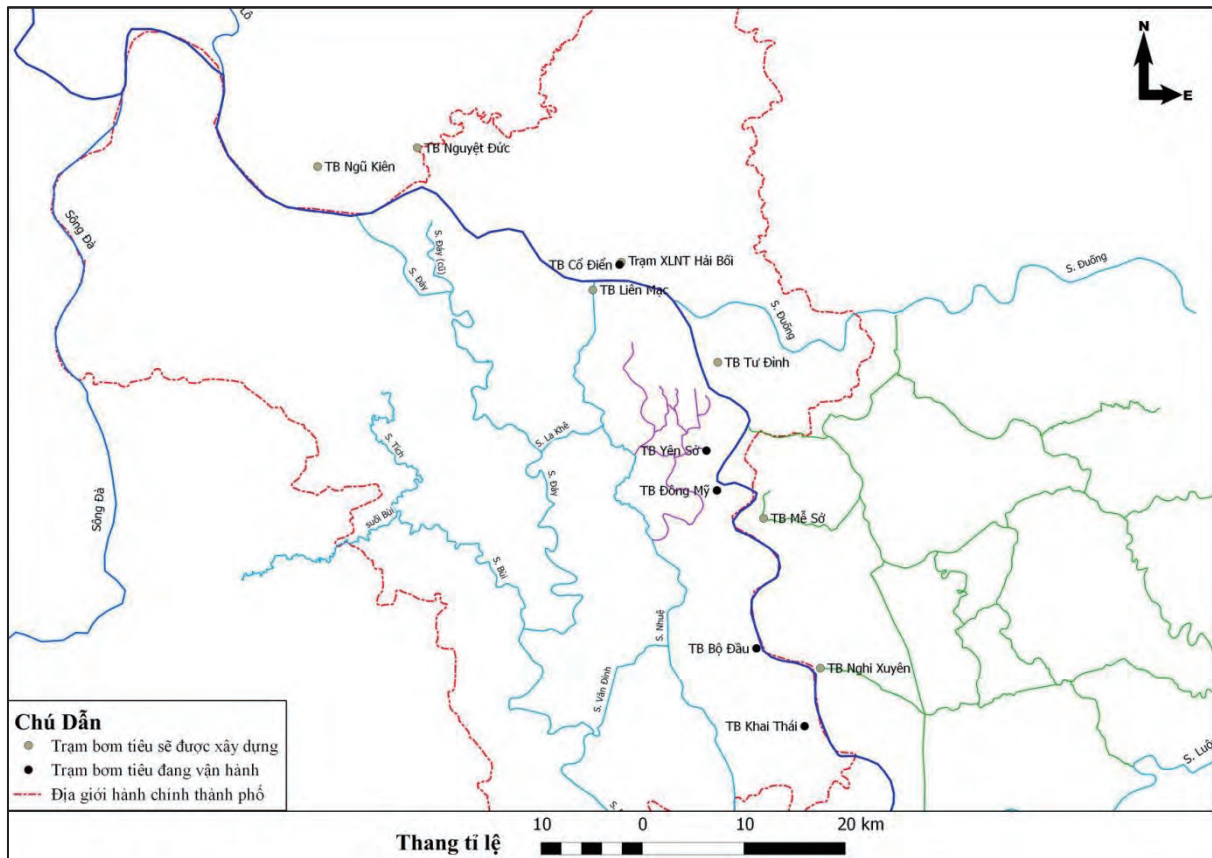 Lô
N
E
TB Nguyệt Đức
TB Ngũ Kiên
Sông Đà
S. Đáy (cũ)
S. Đáy
TB Cổ Điển
Trạm XLNT Hải Bối
TB Liên Mạc
S. Đuống
S. Đuống
TB Tư Đình
S. Tích
S. La Khê
TB Yên Sở
S. Đáy
TB Đông Mỹ
Sông Đà
suối Bùi
TB Mễ Sở
S. Bùi
S. Nhuệ
TB Bộ Đầu
TB Nghi Xuyên
S. Vân Đình
TB Khai Thái
S. Luộ
Chú Dẫn
Trạm bơm tiêu sẽ được xây dựng
Trạm bơm tiêu đang vận hành
Địa giới hành chính thành phố
Thang tỉ lệ
10 0 10 20 km